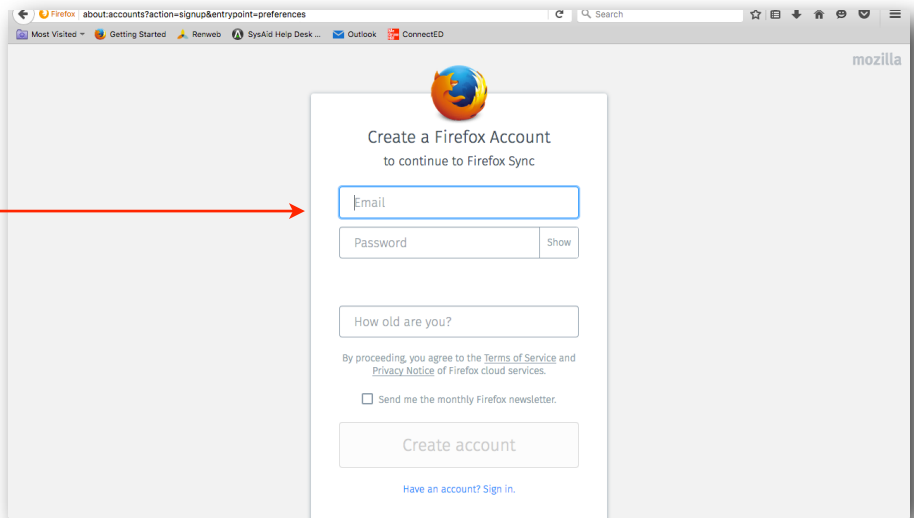 Firefox about:accounts?action=signup&entrypoint=preferences Search
Most Visited Getting Started Renweb SysAid Help Desk ... Outlook ConnectED
mozilla
Create a Firefox Account
to continue to Firefox Sync
Email
Password Show
How old are you?
By proceeding, you agree to the Terms of Service and
Privacy Notice of Firefox cloud services.
Send me the monthly Firefox newsletter.
Create account
Have an account? Sign in.